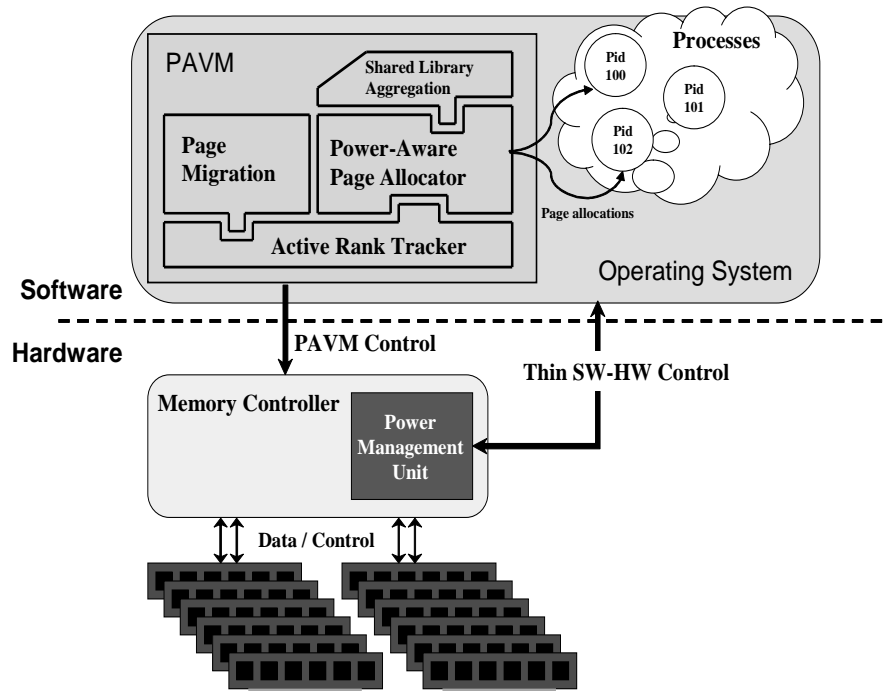 PAVM
Shared Library
Aggregation
Page
Migration
Power-Aware
Page Allocator
Active Rank Tracker
Processes
Pid
100
Pid
101
Pid
102
Page allocations
Operating System
Software
Hardware
PAVM Control
Thin SW-HW Control
Memory Controller
Power
Management
Unit
Data / Control